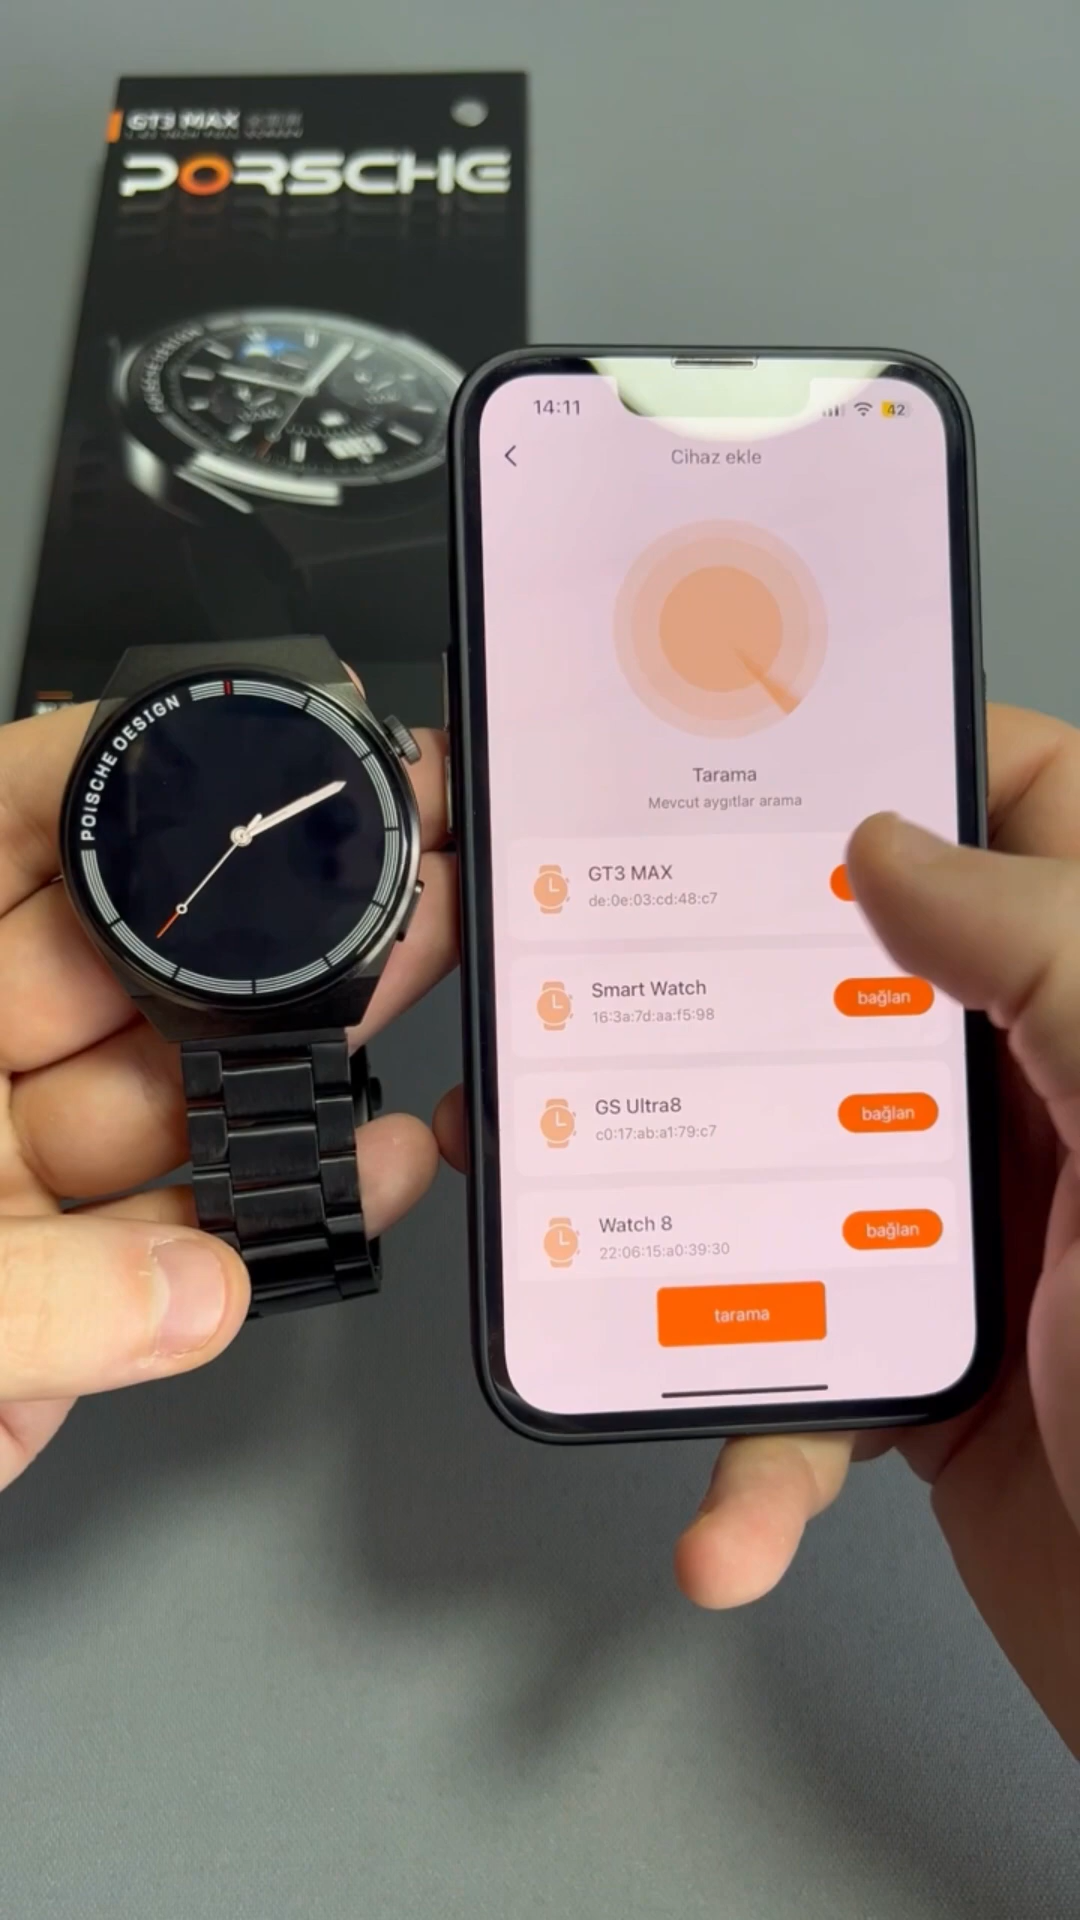 GT3 MAX
PORSCHE
POISCHE DESIGN
14:11
42
Cihaz ekle
Tarama
Mevcut aygıtlar arama
GT3 MAX
de:0e:03:cd:48:c7
Smart Watch
16:3a:7d:aa:f5:98
bağlan
GS Ultra8
c0:17:ab:a1:79:c7
bağlan
Watch 8
22:06:15:a0:39:30
bağlan
tarama